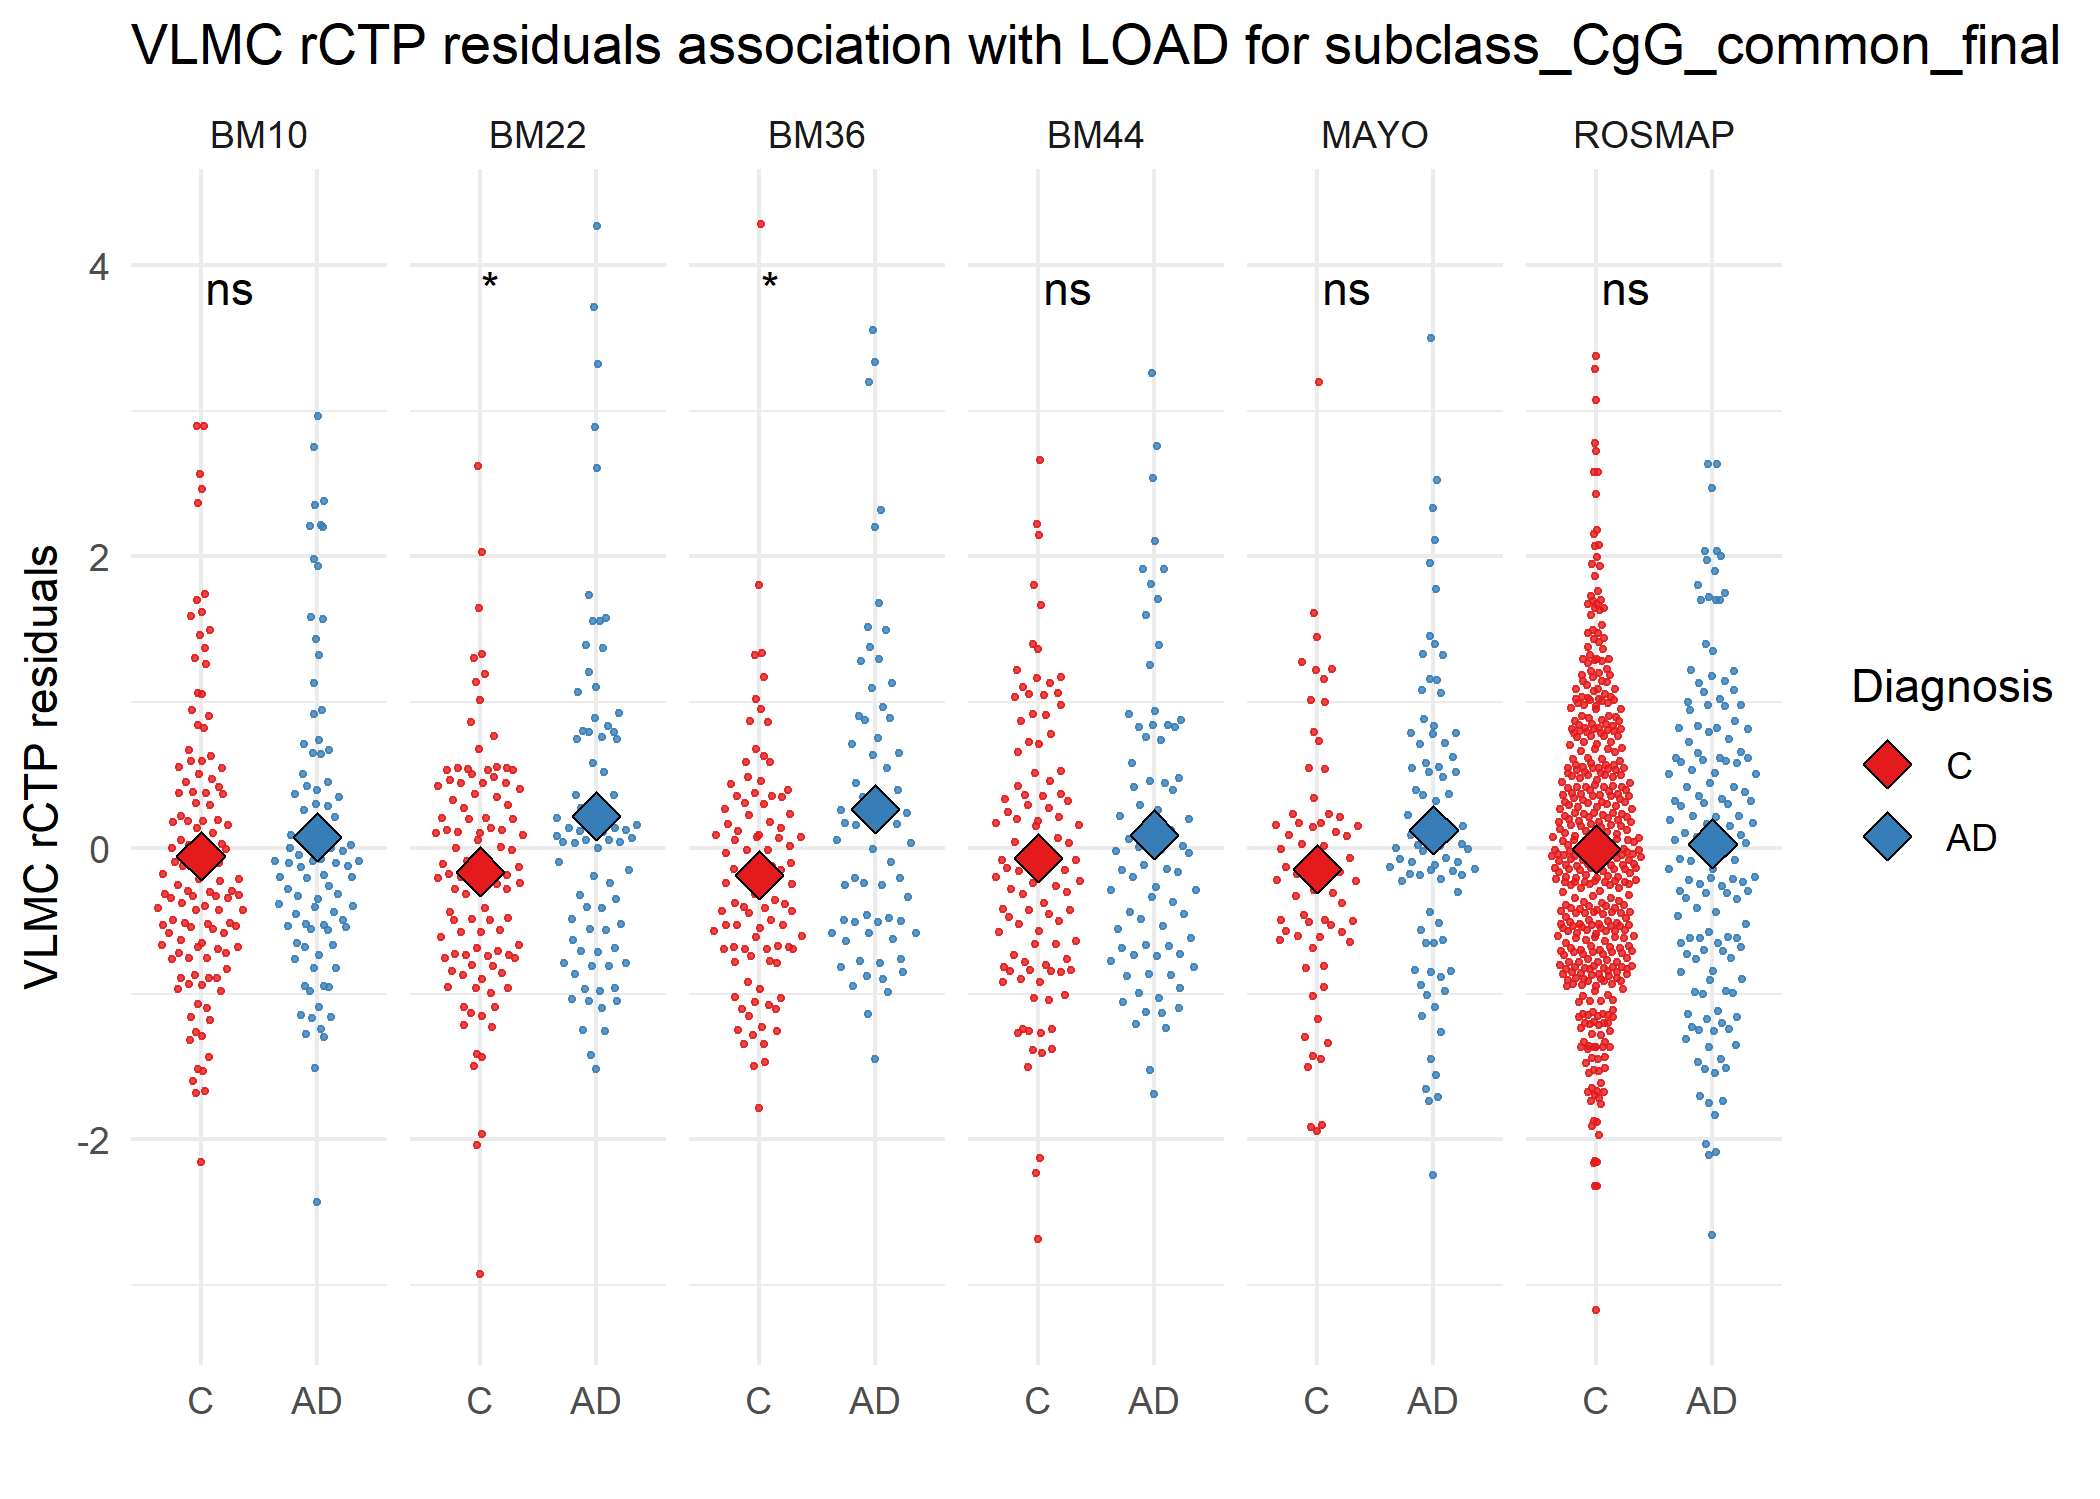 VLMC rCTP residuals association with LOAD for subclass_CgG_common_final
BM10 BM22 BM36 BM44 MAYO ROSMAP
ns * * ns ns ns
4
2
0
-2
VLMC rCTP residuals
C AD C AD C AD C AD C AD C AD
Diagnosis
C
AD